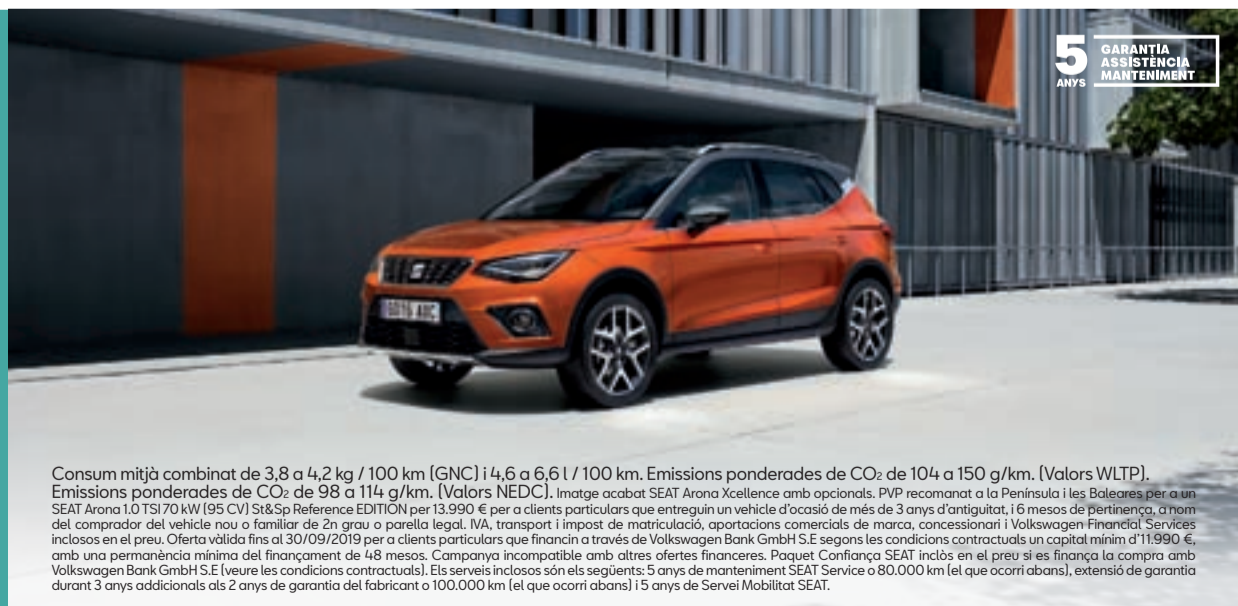 5
ANYS
GARANTIA
ASSISTÈNCIA
MANTENIMENT
6016 ABC
Consum mitjà combinat de 3,8 a 4,2 kg / 100 km (GNC) i 4,6 a 6,6 l / 100 km. Emissions ponderades de CO₂ de 104 a 150 g/km. (Valors WLTP).
Emissions ponderades de CO₂ de 98 a 114 g/km. (Valors NEDC). Imatge acabat SEAT Arona Xcellence amb opcionals. PVP recomanat a la Península i les Baleares per a un
SEAT Arona 1.0 TSI 70 kW (95 CV) St&Sp Reference EDITION per 13.990 € per a clients particulars que entreguin un vehicle d'ocasió de més de 3 anys d'antiguitat, i 6 mesos de pertinença, a nom
del comprador del vehicle nou o familiar de 2n grau o parella legal. IVA, transport i impost de matriculació, aportacions comercials de marca, concessionari i Volkswagen Financial Services
inclosos en el preu. Oferta vàlida fins al 30/09/2019 per a clients particulars que financin a través de Volkswagen Bank GmbH S.E segons les condicions contractuals un capital mínim d'11.990 €,
amb una permanència mínima del finançament de 48 mesos. Campanya incompatible amb altres ofertes financeres. Paquet Confiança SEAT inclòs en el preu si es finança la compra amb
Volkswagen Bank GmbH S.E (veure les condicions contractuals). Els serveis inclosos són els següents: 5 anys de manteniment SEAT Service o 80.000 km (el que ocorri abans), extensió de garantia
durant 3 anys addicionals als 2 anys de garantia del fabricant o 100.000 km (el que ocorri abans) i 5 anys de Servei Mobilitat SEAT.